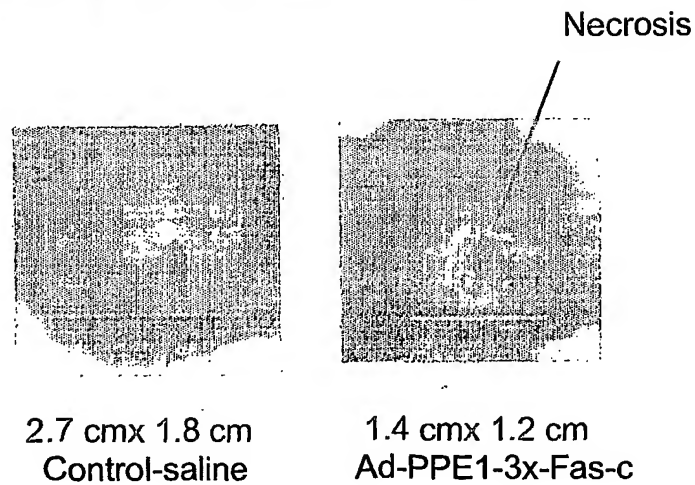 Necrosis
2.7 cmx 1.8 cm
Control-saline
1.4 cmx 1.2 cm
Ad-PPE1-3x-Fas-c